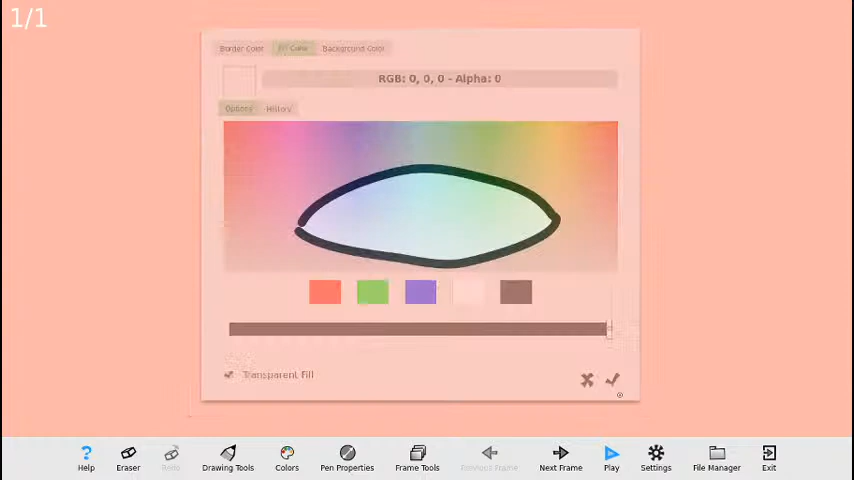 1/1
Border Color Fill Color Background Color
RGB: 0, 0, 0 - Alpha: 0
Options History
Transparent Fill
Help Eraser Redo Drawing Tools Colors Pen Properties Frame Tools Previous Frame Next Frame Play Settings File Manager Exit